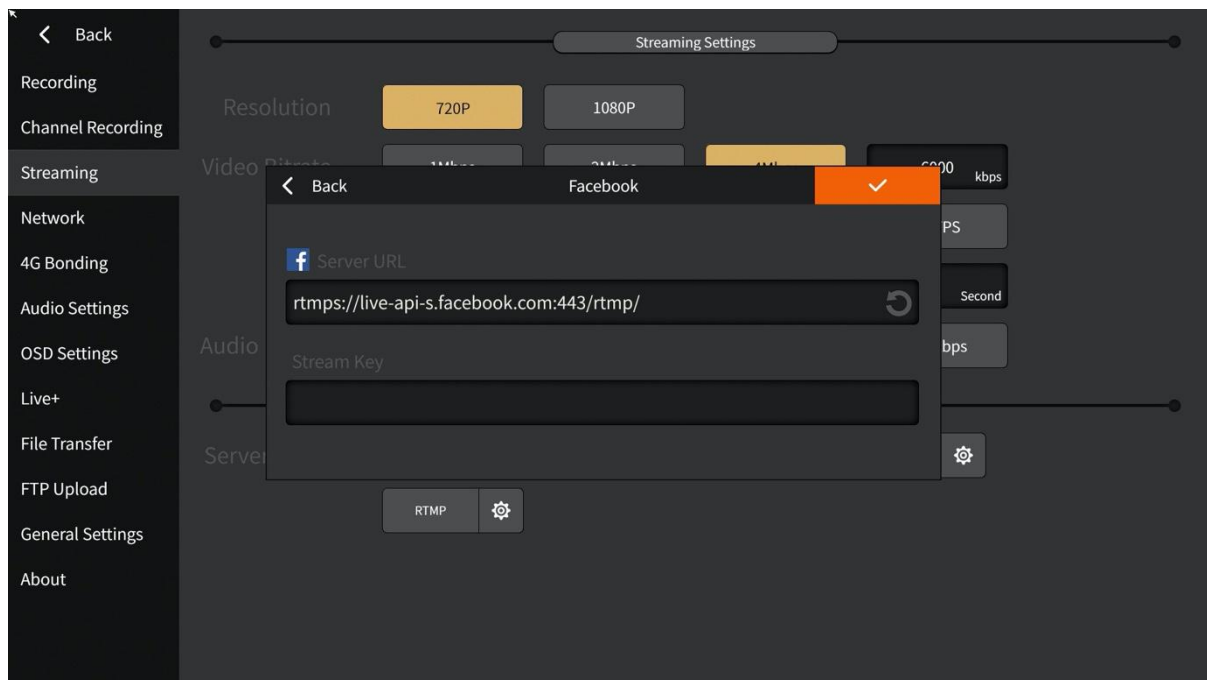 Back
Streaming Settings
Recording
Resolution
720P
1080P
Channel Recording
Streaming
Video Bitrate
kbps
Back
Facebook
Network
Server URL
4G Bonding
rtmps://live-api-s.facebook.com:443/rtmp/
Second
Audio Settings
OSD Settings
Audio
Stream Key
Live+
File Transfer
Server
FTP Upload
RTMP
General Settings
About